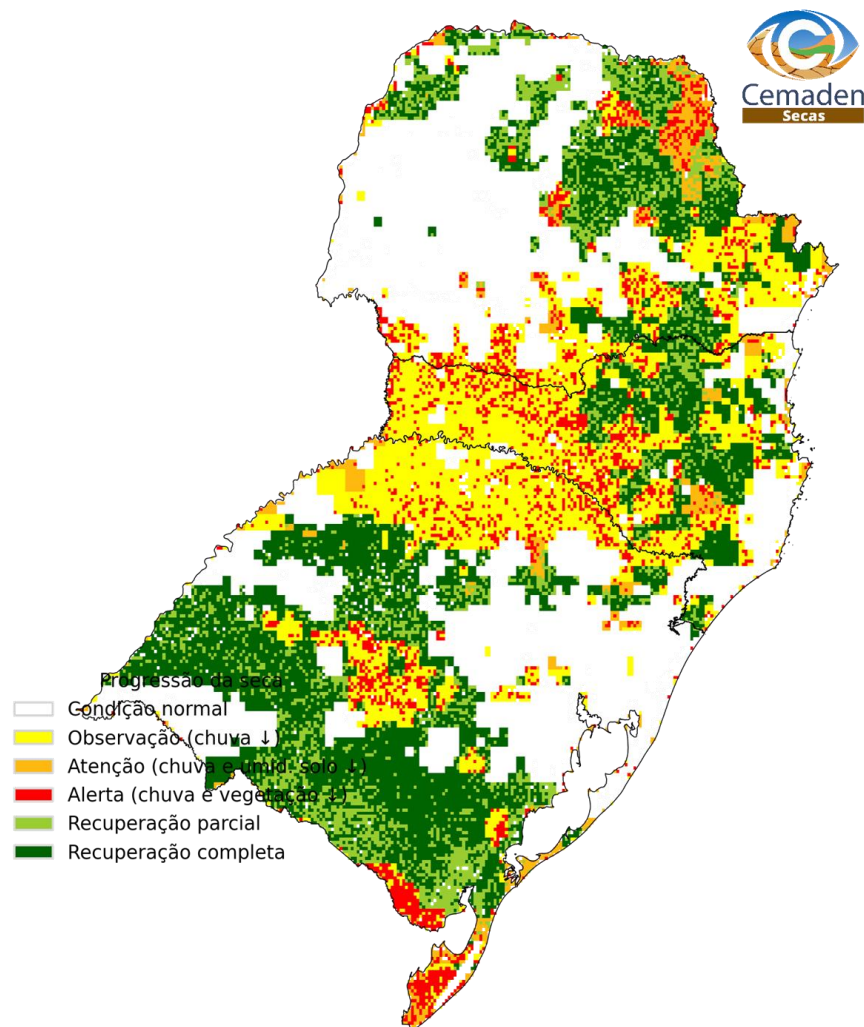 Cemaden
Secas
Progressão da seca
Condição normal
Observação (chuva ↓)
Atenção (chuva e umid. solo ↓)
Alerta (chuva e vegetação ↓)
Recuperação parcial
Recuperação completa